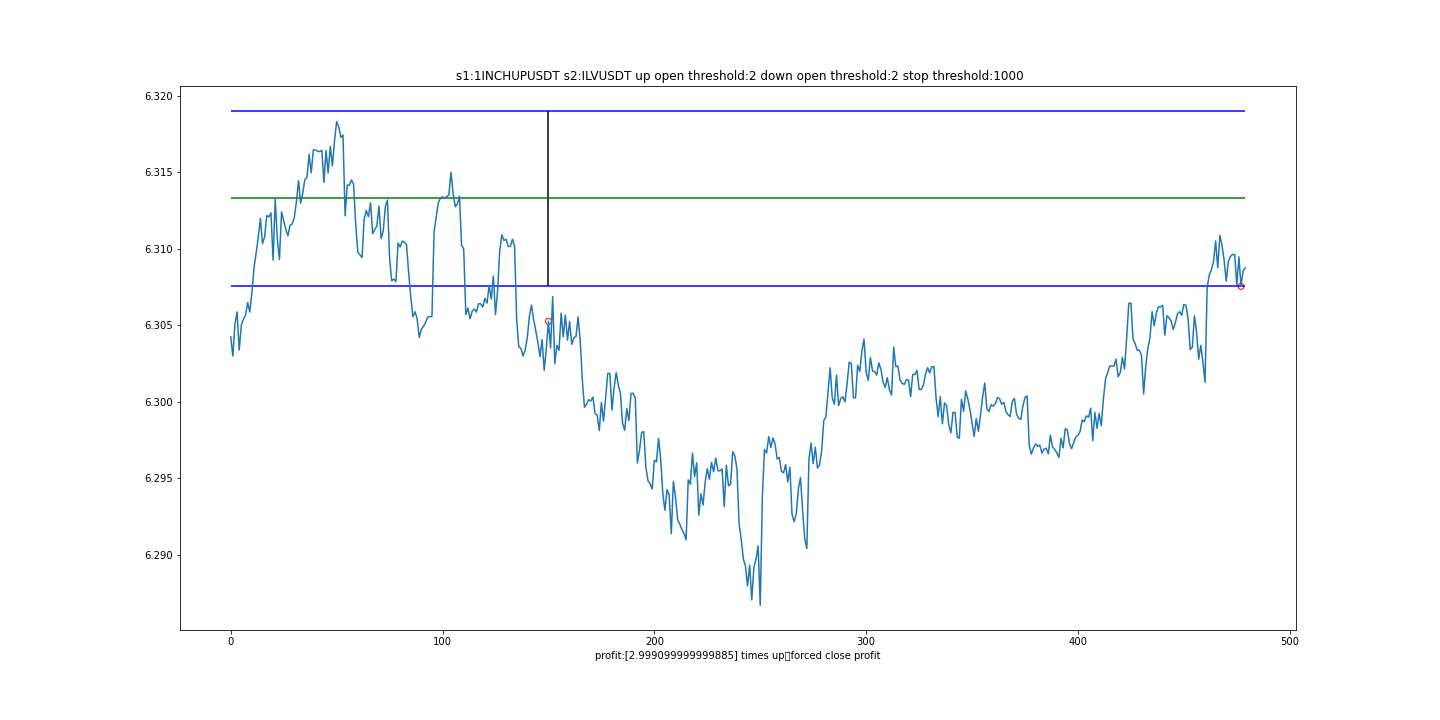 s1:1INCHUPUSDT s2:ILVUSDT up open threshold:2 down open threshold:2 stop threshold:1000
6.320
6.315
6.310
6.305
6.300
6.295
6.290
0 100 200 300 400 500
profit:[2.999099999999885] times up▯forced close profit